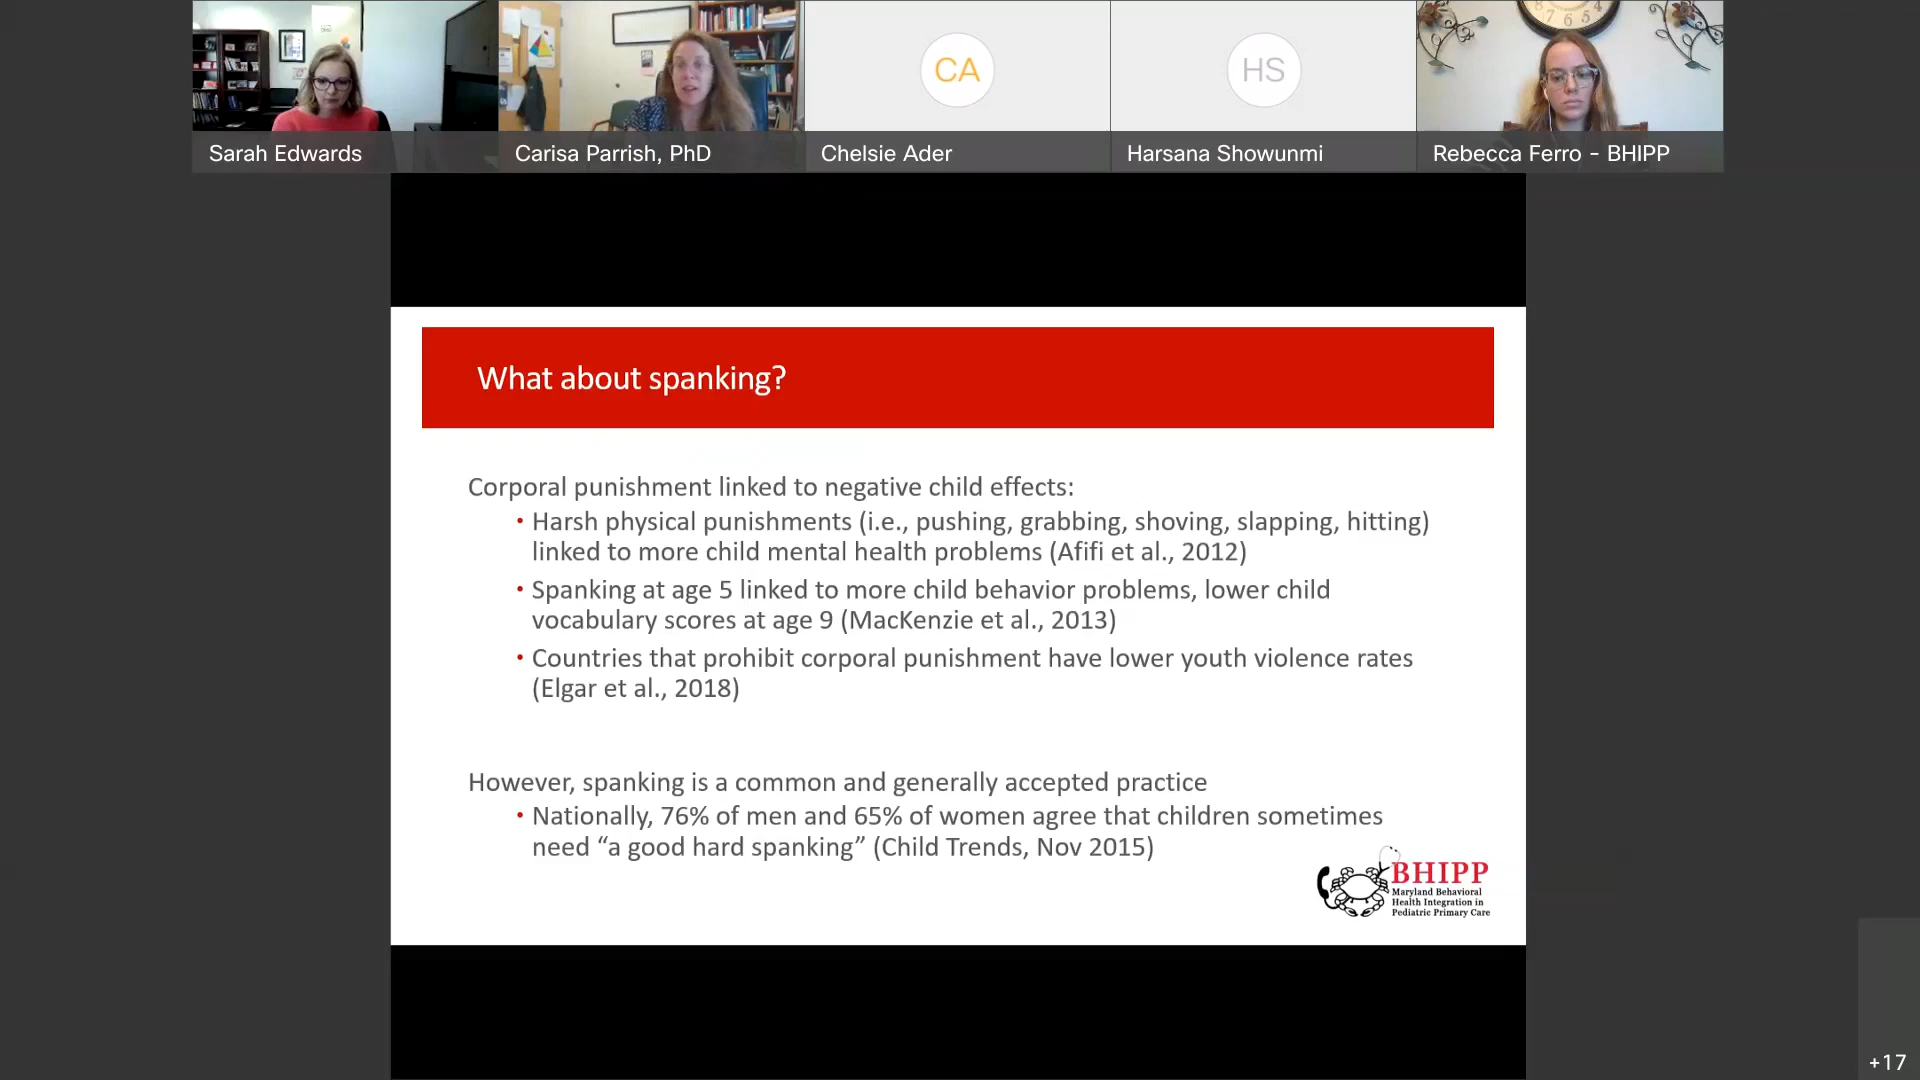 7 6 5
CA
HS
Sarah Edwards
Carisa Parrish, PhD
Chelsie Ader
Harsana Showunmi
Rebecca Ferro - BHIPP
What about spanking?
Corporal punishment linked to negative child effects:
• Harsh physical punishments (i.e., pushing, grabbing, shoving, slapping, hitting)
linked to more child mental health problems (Afifi et al., 2012)
• Spanking at age 5 linked to more child behavior problems, lower child
vocabulary scores at age 9 (MacKenzie et al., 2013)
• Countries that prohibit corporal punishment have lower youth violence rates
(Elgar et al., 2018)
However, spanking is a common and generally accepted practice
• Nationally, 76% of men and 65% of women agree that children sometimes
need “a good hard spanking” (Child Trends, Nov 2015)
BHIPP
Maryland Behavioral
Health Integration in
Pediatric Primary Care
+17